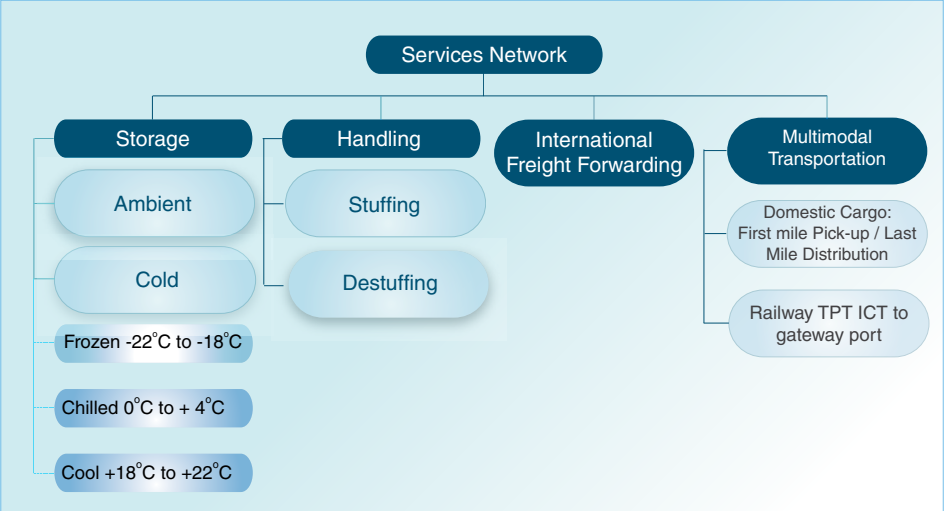 Services Network
Storage
Ambient
Cold
Frozen -22°C to -18°C
Chilled 0°C to + 4°C
Cool +18°C to +22°C
Handling
Stuffing
Destuffing
International
Freight Forwarding
Multimodal
Transportation
Domestic Cargo:
First mile Pick-up / Last
Mile Distribution
Railway TPT ICT to
gateway port